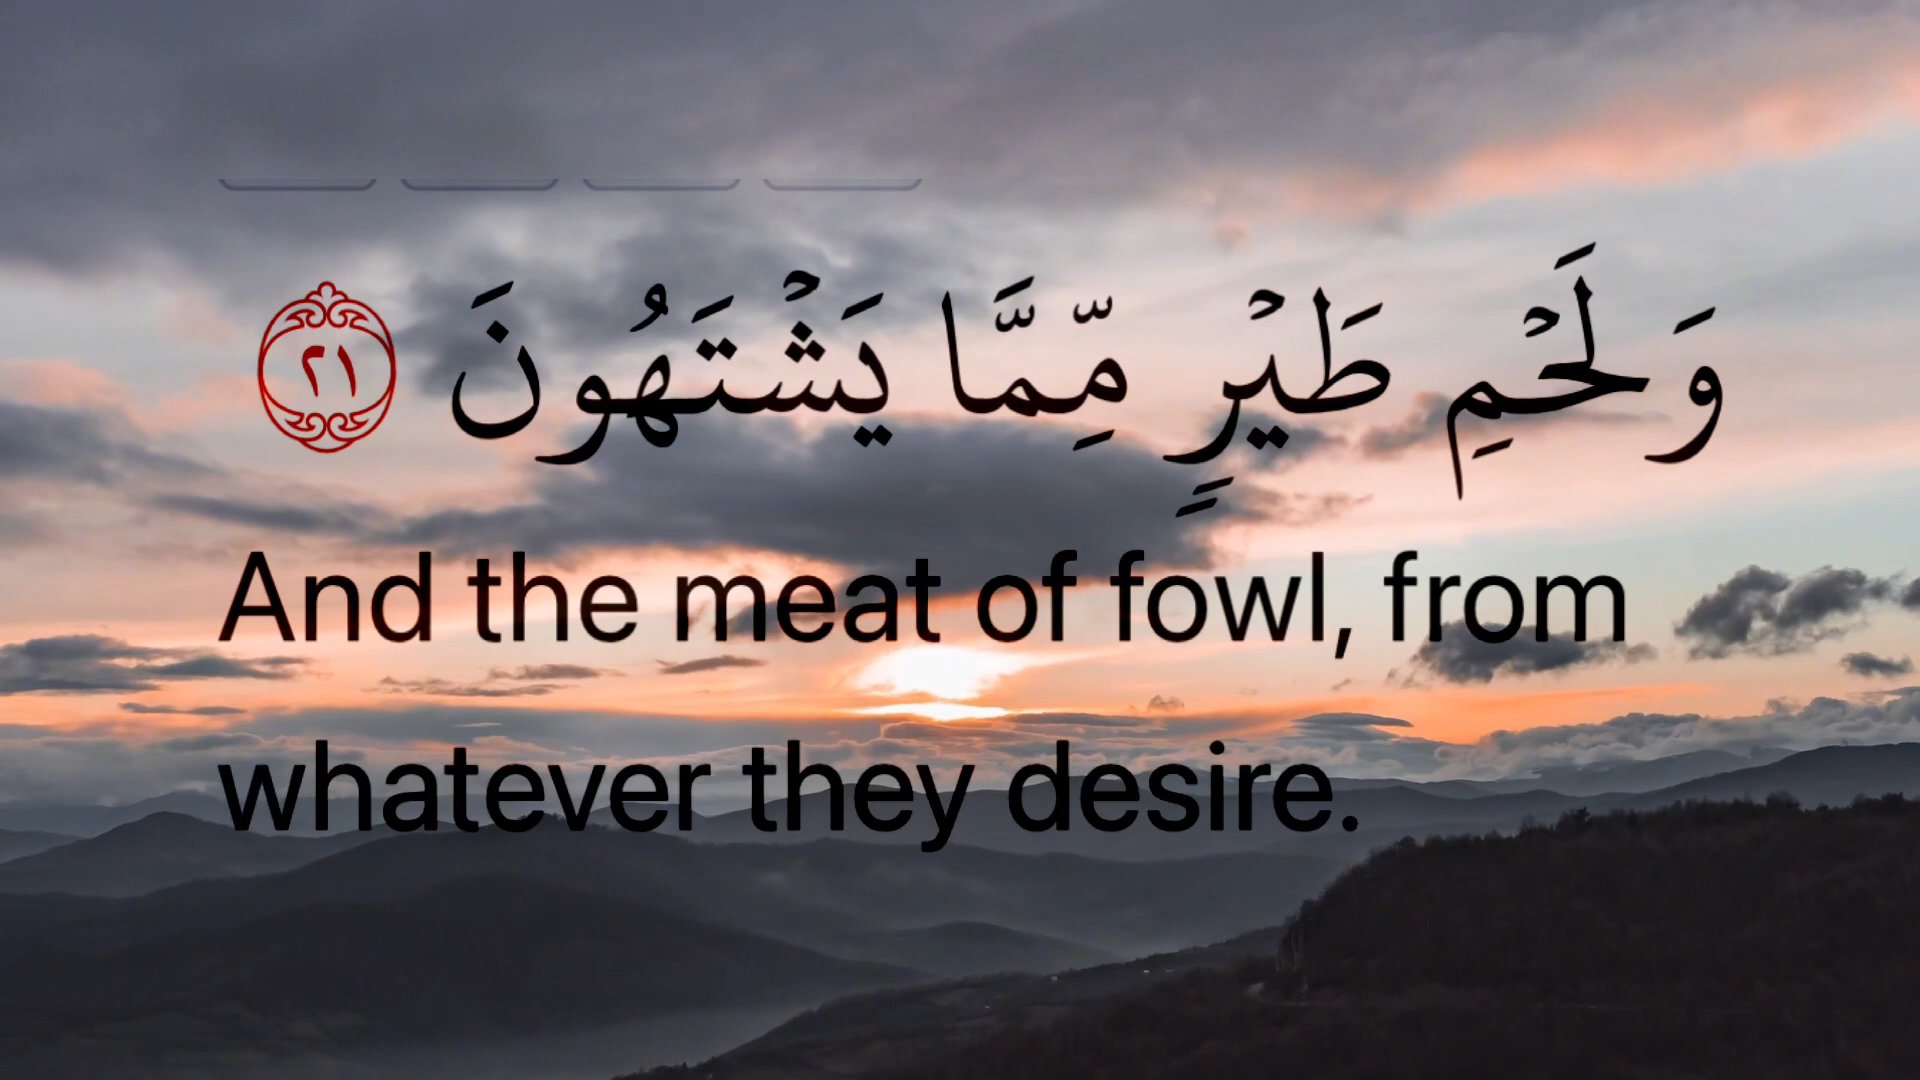 وَلَحْمِ طَيْرٍ مِّمَّا يَشْتَهُونَ ٢١
And the meat of fowl, from
whatever they desire.